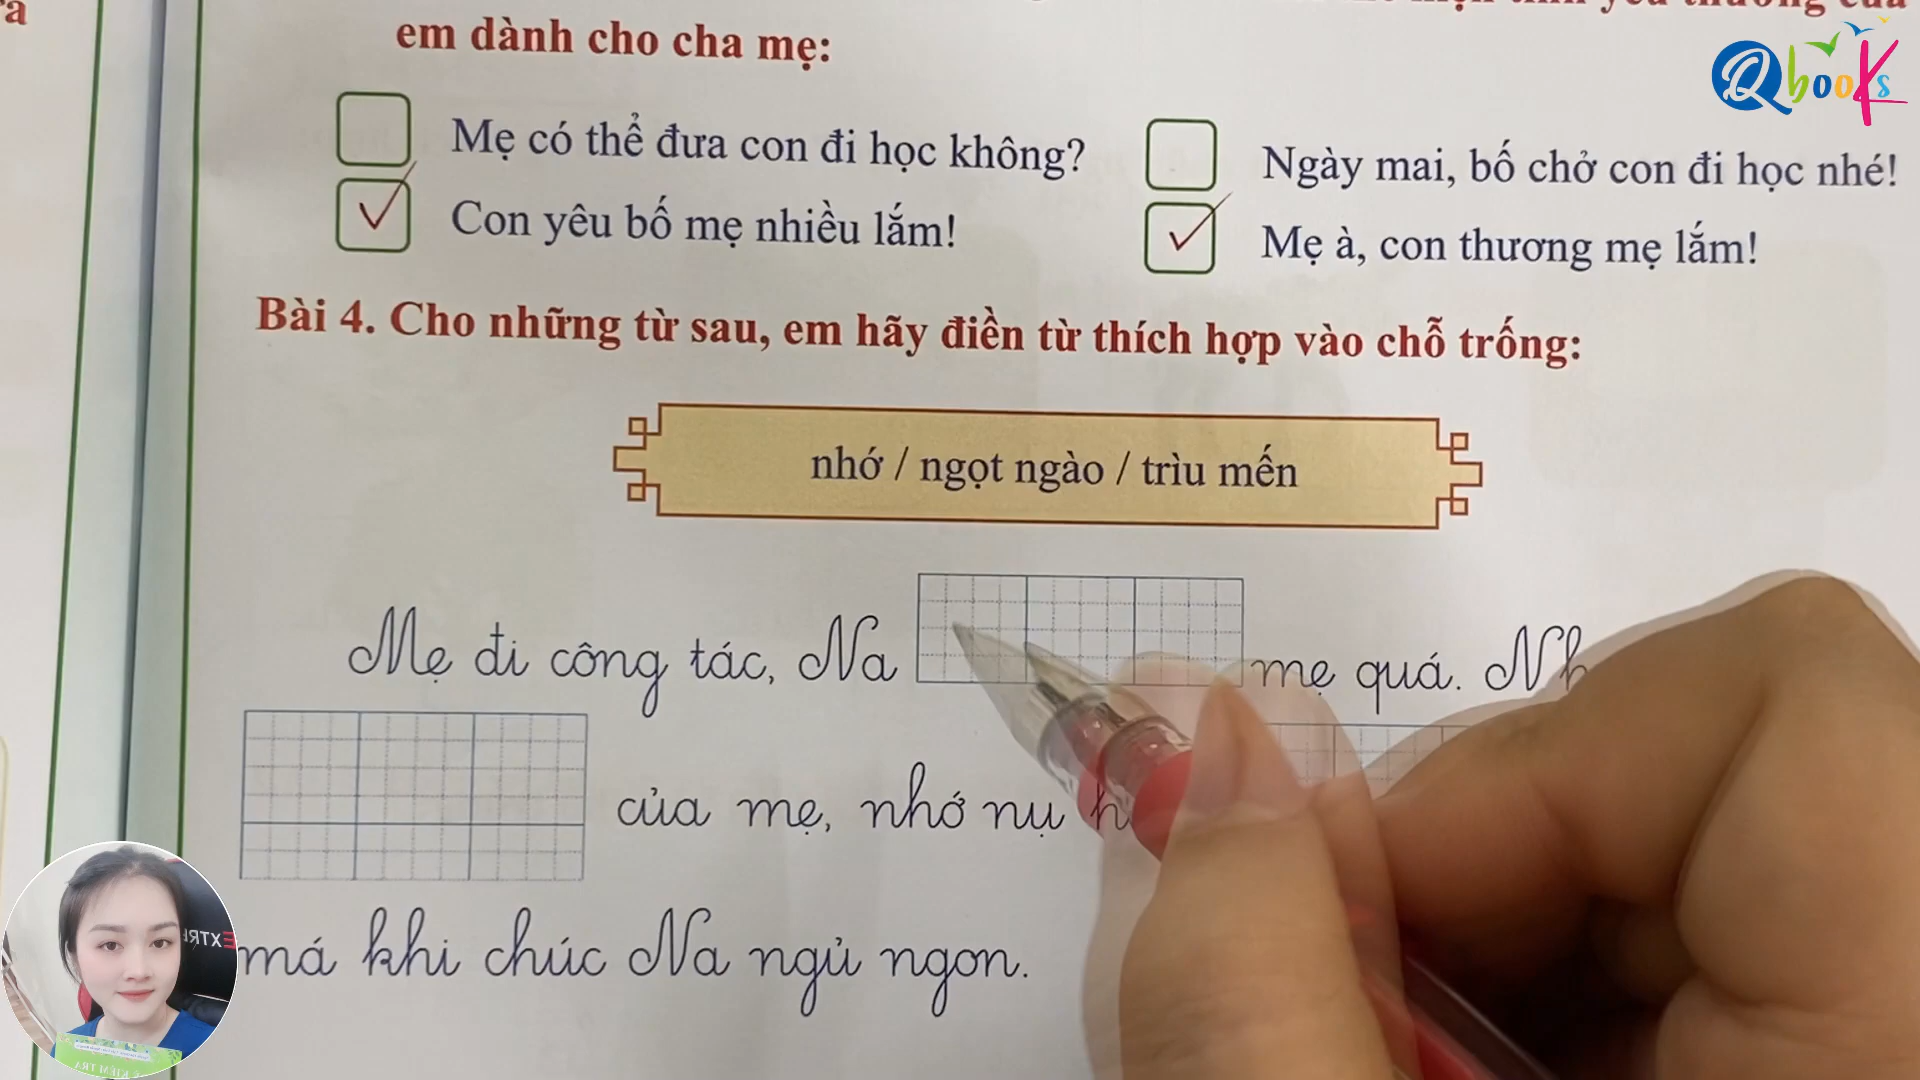 em dành cho cha mẹ:
Qbooks
Mẹ có thể đưa con đi học không?
Ngày mai, bố chở con đi học nhé!
Con yêu bố mẹ nhiều lắm!
Mẹ à, con thương mẹ lắm!
Bài 4. Cho những từ sau, em hãy điền từ thích hợp vào chỗ trống:
nhớ / ngọt ngào / trìu mến
Mẹ đi công tác, Na mẹ quá.
của mẹ, nhớ nụ
má khi chúc Na ngủ ngon.